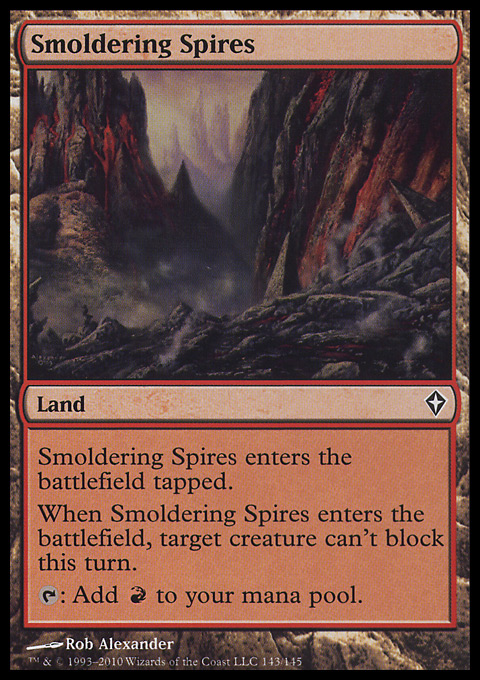 Smoldering Spires
Land
Smoldering Spires enters the
battlefield tapped.
When Smoldering Spires enters the
battlefield, target creature can't block
this turn.
: Add to your mana pool.
Rob Alexander
™ & © 1993–2010 Wizards of the Coast LLC 143/145